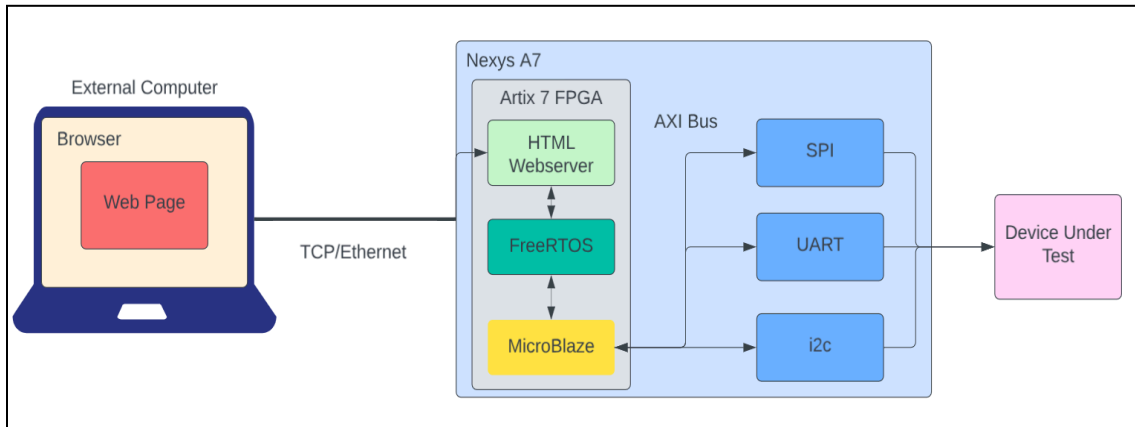 External Computer
Browser
Web Page
TCP/Ethernet
Nexys A7
Artix 7 FPGA
HTML
Webserver
FreeRTOS
MicroBlaze
AXI Bus
SPI
UART
i2c
Device Under
Test